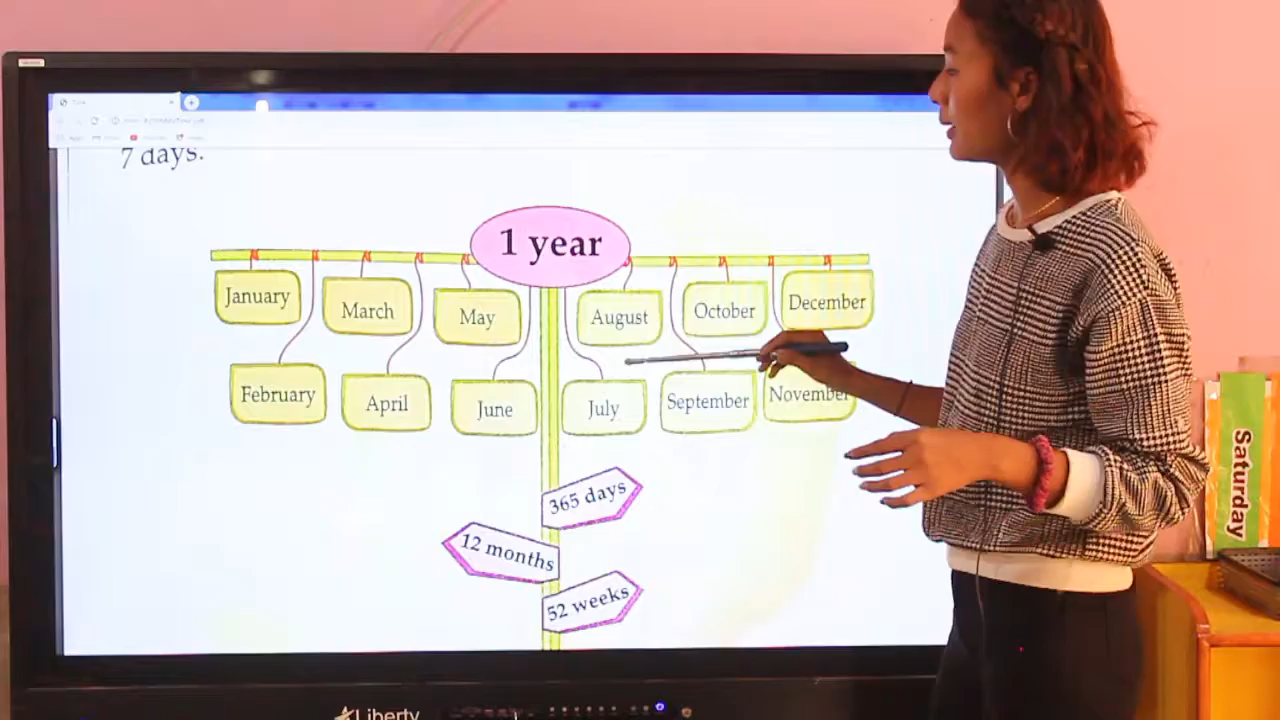 7 days.
1 year
January
March
May
August
October
December
February
April
June
July
September
November
365 days
12 months
52 weeks
Saturday
Liberty